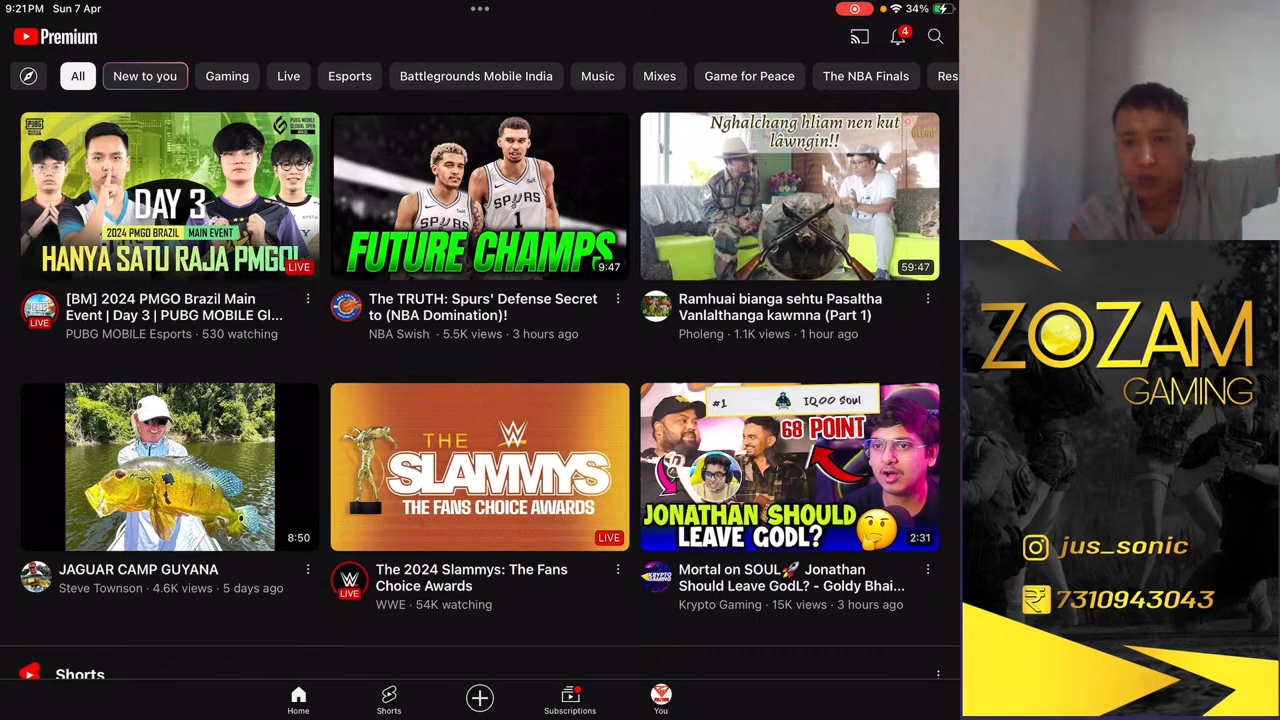 9:21PM Sun 7 Apr
34%
Premium
4
All
New to you
Gaming
Live
Esports
Battlegrounds Mobile India
Music
Mixes
Game for Peace
The NBA Finals
Res
DAY 3
2024 PMGO BRAZIL MAIN EVENT
HANYA SATU RAJA PMGO!
LIVE
SPURS
SPURS
1
FUTURE CHAMPS
9:47
Nghalchang hliam nen kut
lâwngin!!
59:47
LIVE
[BM] 2024 PMGO Brazil Main
Event | Day 3 | PUBG MOBILE Gl...
PUBG MOBILE Esports · 530 watching
The TRUTH: Spurs' Defense Secret
to (NBA Domination)!
NBA Swish · 5.5K views · 3 hours ago
Ramhuai bianga sehtu Pasaltha
Vanlalthanga kawmna (Part 1)
Pholeng · 1.1K views · 1 hour ago
8:50
THE
SLAMMYS
THE FANS CHOICE AWARDS
LIVE
#1 IQOO Soul
68 POINT
JONATHAN SHOULD
LEAVE GODL?
2:31
JAGUAR CAMP GUYANA
Steve Townson · 4.6K views · 5 days ago
LIVE
The 2024 Slammys: The Fans
Choice Awards
WWE · 54K watching
Mortal on SOUL🚀 Jonathan
Should Leave GodL? - Goldy Bhai...
Krypto Gaming · 15K views · 3 hours ago
Shorts
Home
Shorts
Subscriptions
You
ZOZAM
GAMING
jus_sonic
7310943043